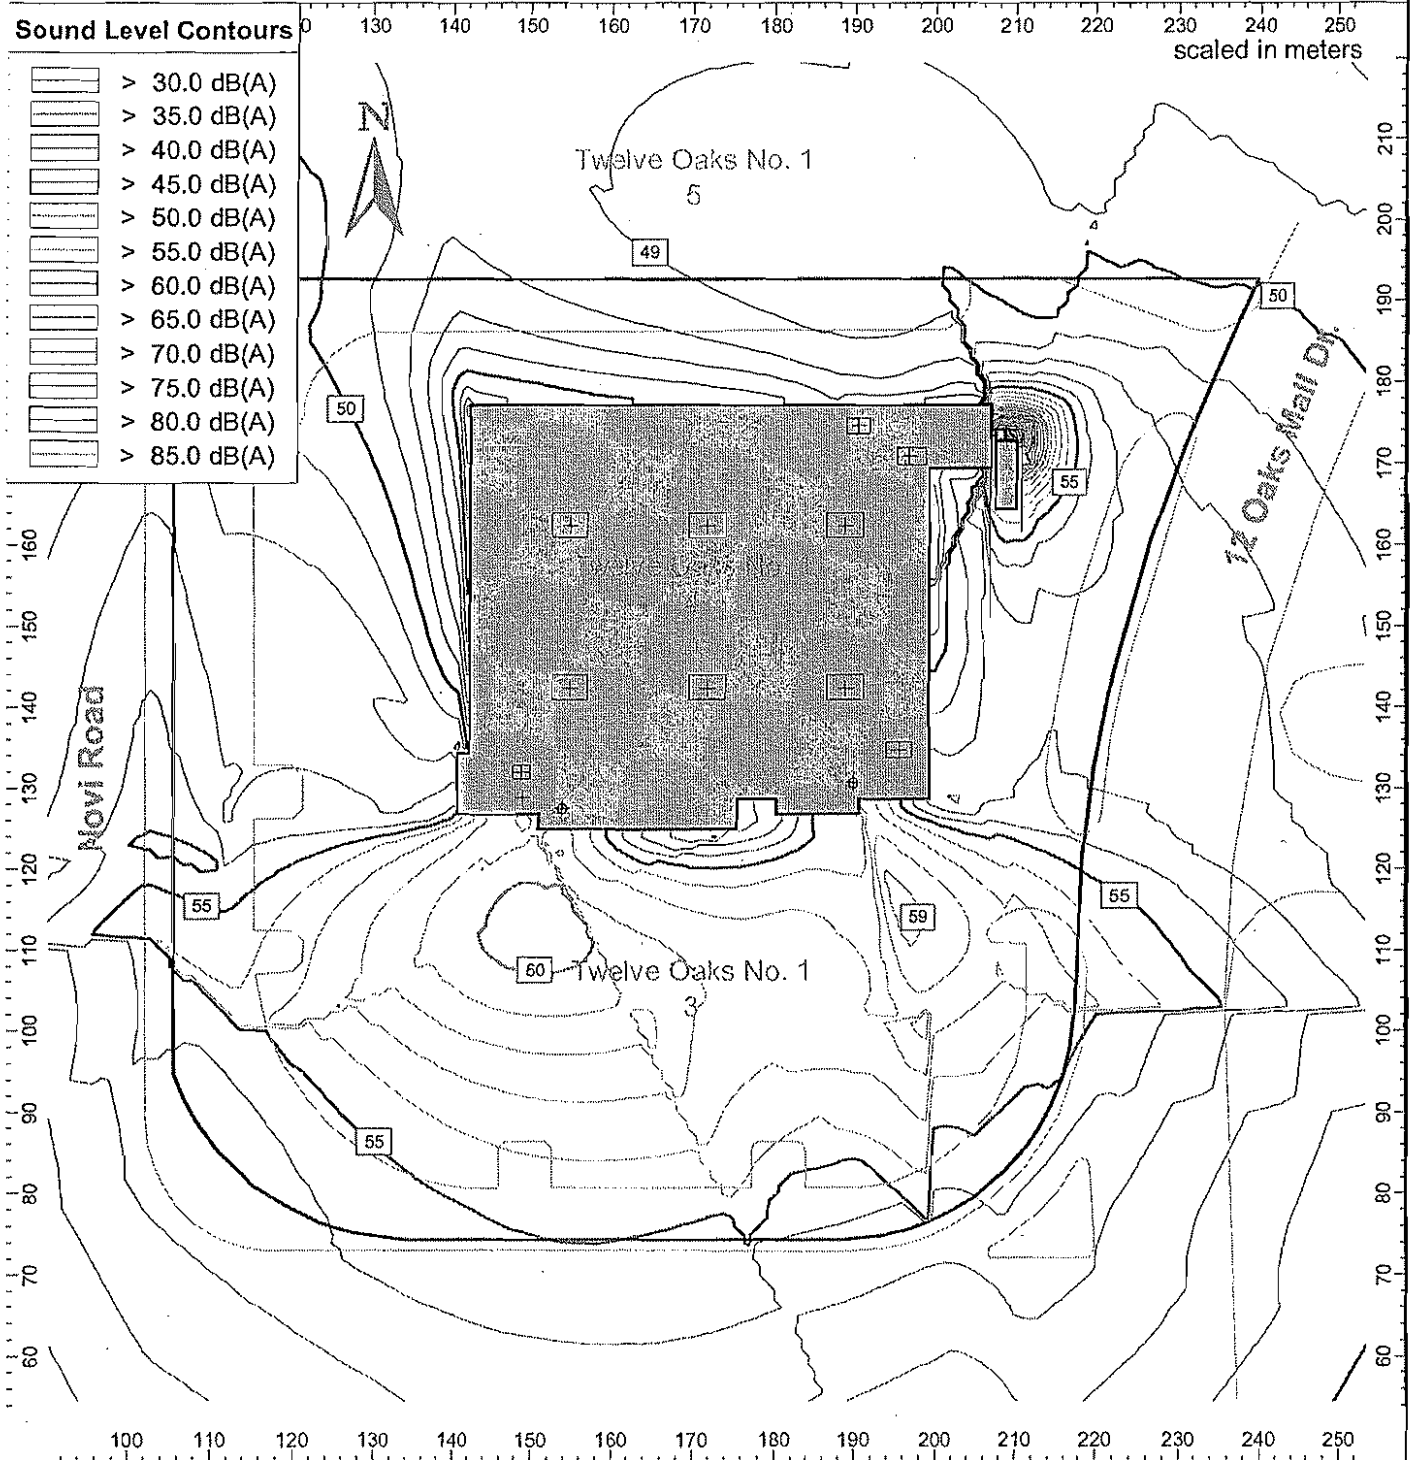 Sound Level Contours
> 30.0 dB(A)
> 35.0 dB(A)
> 40.0 dB(A)
> 45.0 dB(A)
> 50.0 dB(A)
> 55.0 dB(A)
> 60.0 dB(A)
> 65.0 dB(A)
> 70.0 dB(A)
> 75.0 dB(A)
> 80.0 dB(A)
> 85.0 dB(A)
0 130 140 150 160 170 180 190 200 210 220 230 240 250
scaled in meters
N
Twelve Oaks No. 1
5
49
50
50
55
12 Oaks Mall Dr.
Twelve Oaks No
Novi Road
55
55
59
50
Twelve Oaks No. 1
3
55
160
150
140
130
120
110
100
90
80
70
60
210
200
190
180
170
160
150
140
130
120
110
100
90
80
70
60
100 110 120 130 140 150 160 170 180 190 200 210 220 230 240 250